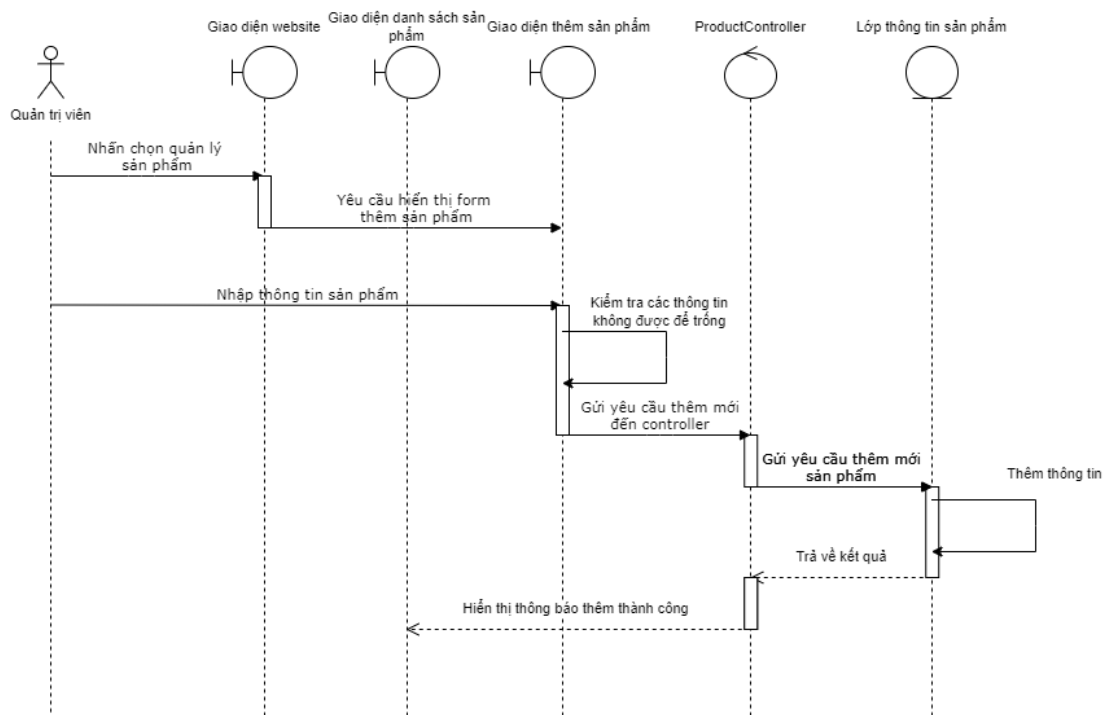 Giao diện website
Giao diện danh sách sản
phẩm
Giao diện thêm sản phẩm
ProductController
Lớp thông tin sản phẩm
Quản trị viên
Nhấn chọn quản lý
sản phẩm
Yêu cầu hiển thị form
thêm sản phẩm
Nhập thông tin sản phẩm
Kiểm tra các thông tin
không được để trống
Gửi yêu cầu thêm mới
đến controller
Gửi yêu cầu thêm mới
sản phẩm
Thêm thông tin
Trả về kết quả
Hiển thị thông báo thêm thành công